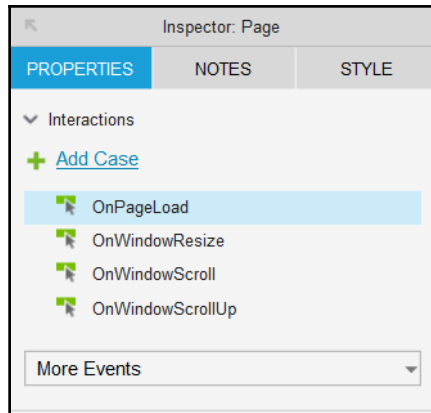 Inspector: Page
PROPERTIES NOTES STYLE
Interactions
Add Case
OnPageLoad
OnWindowResize
OnWindowScroll
OnWindowScrollUp
More Events